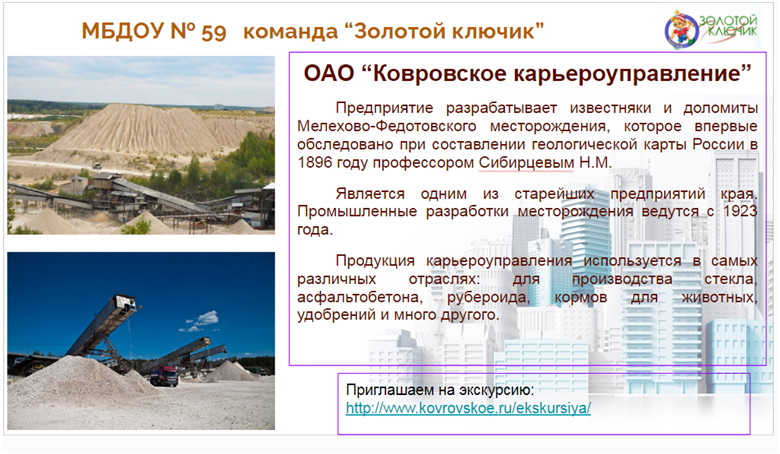 МБДОУ № 59 команда “Золотой ключик”
ЗОЛОТОЙ
КЛЮЧИК
ОАО “Ковровское карьероуправление”
Предприятие разрабатывает известняки и доломиты
Мелехово-Федотовского месторождения, которое впервые
обследовано при составлении геологической карты России в
1896 году профессором Сибирцевым Н.М.
Является одним из старейших предприятий края.
Промышленные разработки месторождения ведутся с 1923
года.
Продукция карьероуправления используется в самых
различных отраслях: для производства стекла,
асфальтобетона, рубероида, кормов для животных,
удобрений и много другого.
Приглашаем на экскурсию:
http://www.kovrovskoe.ru/ekskursiya/